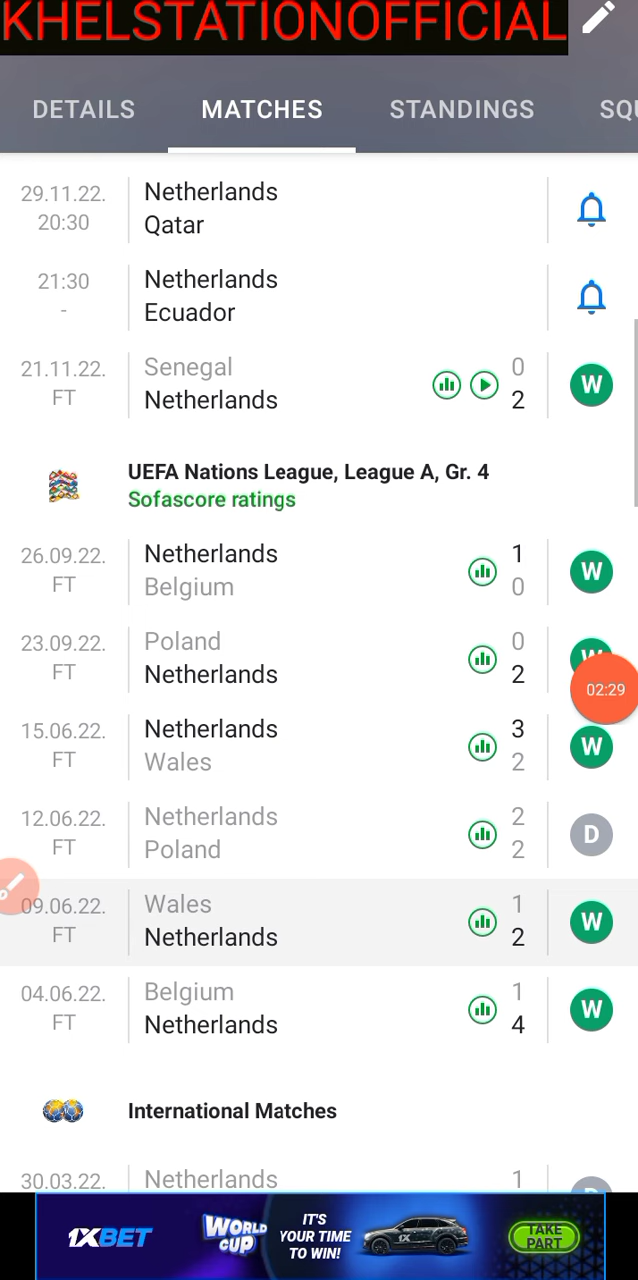 KHELSTATIONOFFICIAL
DETAILS MATCHES STANDINGS SQU
29.11.22. Netherlands
20:30 Qatar
21:30 Netherlands
- Ecuador
21.11.22. Senegal 0
FT Netherlands 2 W
UEFA Nations League, League A, Gr. 4
Sofascore ratings
26.09.22. Netherlands 1
FT Belgium 0 W
23.09.22. Poland 0 W
FT Netherlands 2
02:29
15.06.22. Netherlands 3
FT Wales 2 W
12.06.22. Netherlands 2
FT Poland 2 D
09.06.22. Wales 1
FT Netherlands 2 W
04.06.22. Belgium 1
FT Netherlands 4 W
International Matches
30.03.22. Netherlands 1 D
1XBET WORLD CUP IT'S YOUR TIME TO WIN! 1X TAKE PART